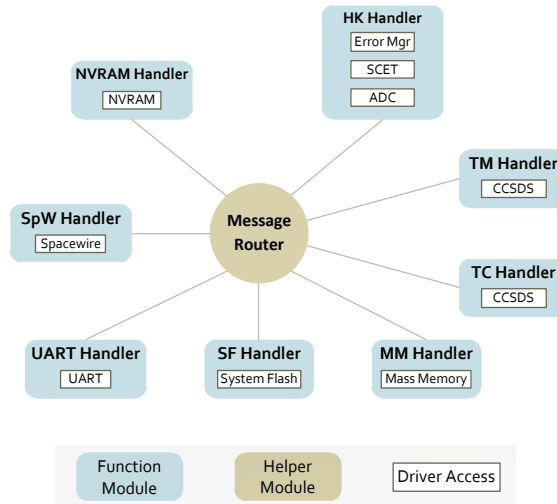 HK Handler
Error Mgr
SCET
ADC
NVRAM Handler
NVRAM
TM Handler
CCSDS
SpW Handler
Spacewire
Message
Router
TC Handler
CCSDS
UART Handler
UART
SF Handler
System Flash
MM Handler
Mass Memory
Function
Module
Helper
Module
Driver Access